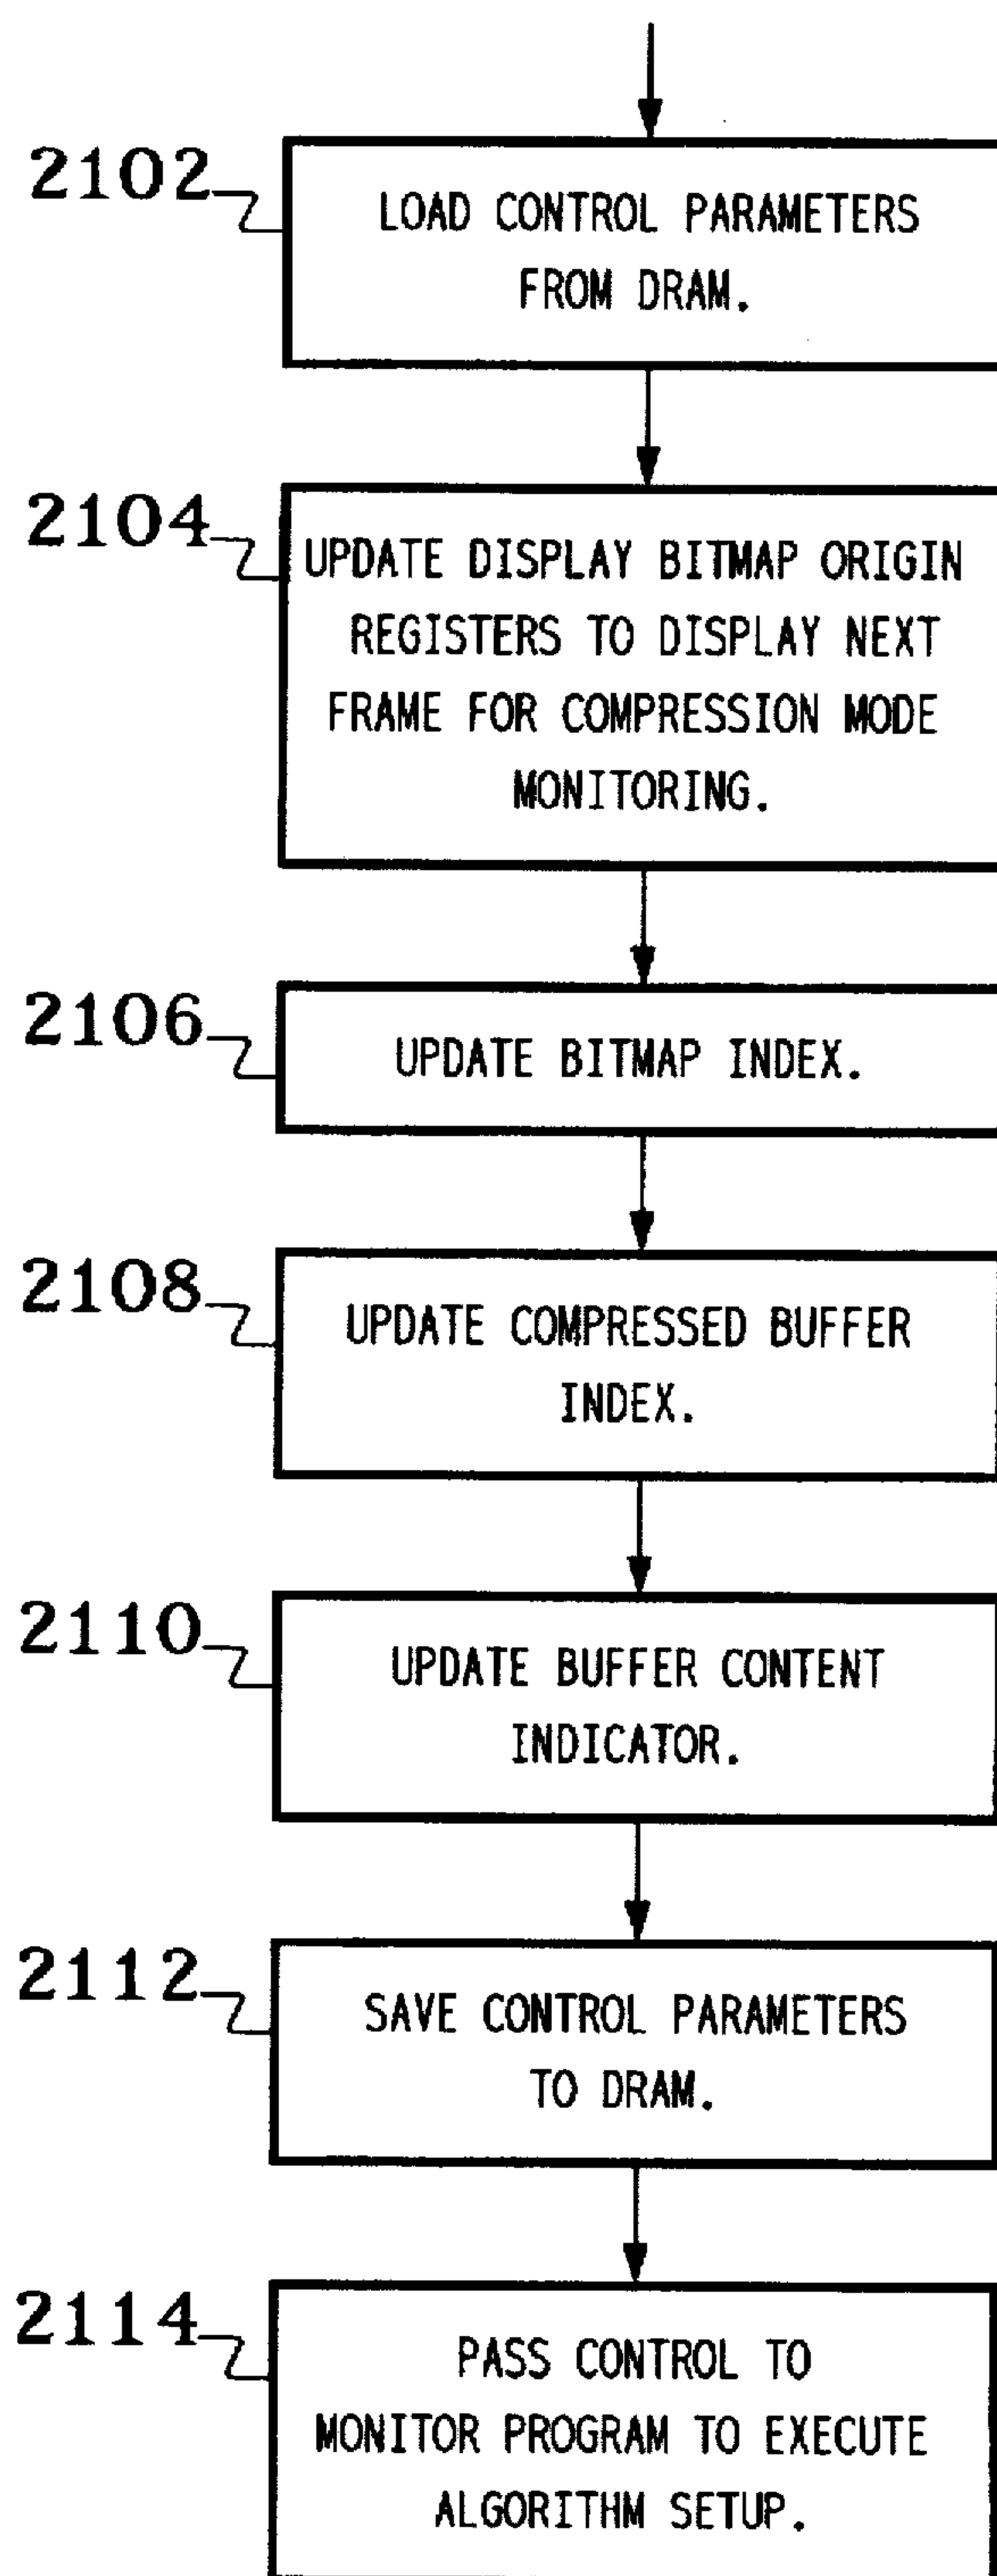 2102
LOAD CONTROL PARAMETERS
FROM DRAM.
2104
UPDATE DISPLAY BITMAP ORIGIN
REGISTERS TO DISPLAY NEXT
FRAME FOR COMPRESSION MODE
MONITORING.
2106
UPDATE BITMAP INDEX.
2108
UPDATE COMPRESSED BUFFER
INDEX.
2110
UPDATE BUFFER CONTENT
INDICATOR.
2112
SAVE CONTROL PARAMETERS
TO DRAM.
2114
PASS CONTROL TO
MONITOR PROGRAM TO EXECUTE
ALGORITHM SETUP.